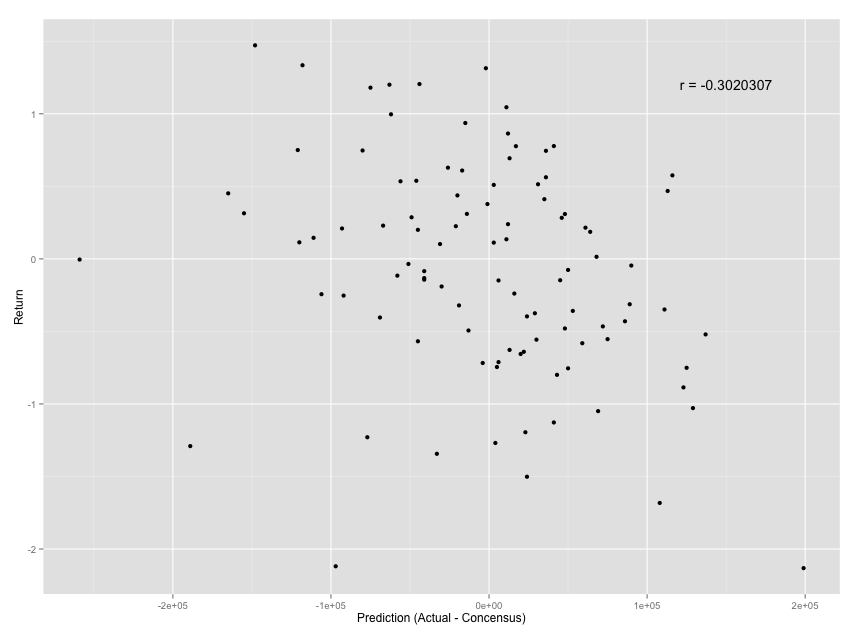 r = -0.3020307
1
0
-1
-2
Return
-2e+05 -1e+05 0e+00 1e+05 2e+05
Prediction (Actual - Concensus)